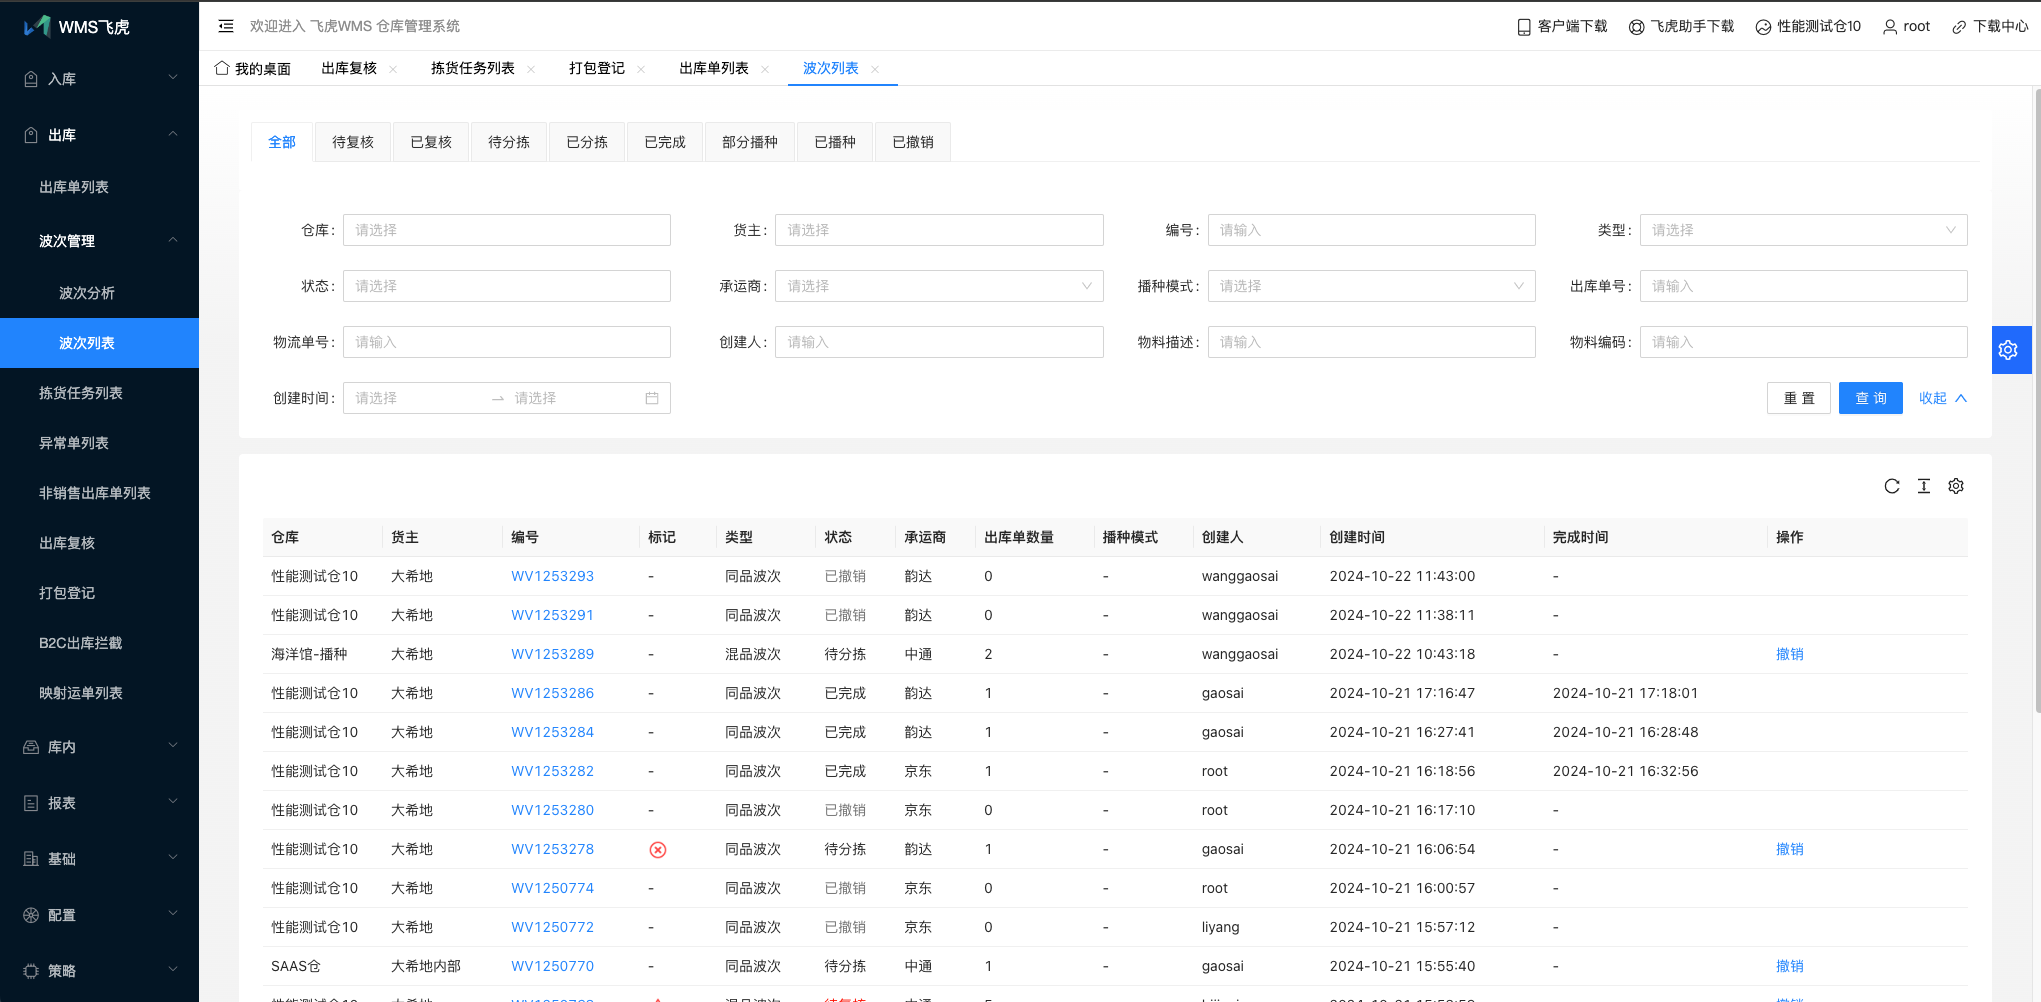 WMS飞虎
欢迎进入 飞虎WMS 仓库管理系统
客户端下载 飞虎助手下载 性能测试仓10 root 下载中心
我的桌面 出库复核 拣货任务列表 打包登记 出库单列表 波次列表
入库
出库
出库单列表
波次管理
波次分析
波次列表
拣货任务列表
异常单列表
非销售出库单列表
出库复核
打包登记
B2C出库拦截
映射运单列表
库内
报表
基础
配置
策略
全部 待复核 已复核 待分拣 已分拣 已完成 部分播种 已播种 已撤销
仓库: 请选择 货主: 请选择 编号: 请输入 类型: 请选择
状态: 请选择 承运商: 请选择 播种模式: 请选择 出库单号: 请输入
物流单号: 请输入 创建人: 请输入 物料描述: 请输入 物料编码: 请输入
创建时间: 请选择 → 请选择 重 置 查 询 收起
仓库 货主 编号 标记 类型 状态 承运商 出库单数量 播种模式 创建人 创建时间 完成时间 操作
性能测试仓10 大希地 WV1253293 - 同品波次 已撤销 韵达 0 - wanggaosai 2024-10-22 11:43:00 -
性能测试仓10 大希地 WV1253291 - 同品波次 已撤销 韵达 0 - wanggaosai 2024-10-22 11:38:11 -
海洋馆-播种 大希地 WV1253289 - 混品波次 待分拣 中通 2 - wanggaosai 2024-10-22 10:43:18 - 撤销
性能测试仓10 大希地 WV1253286 - 同品波次 已完成 韵达 1 - gaosai 2024-10-21 17:16:47 2024-10-21 17:18:01
性能测试仓10 大希地 WV1253284 - 同品波次 已完成 韵达 1 - gaosai 2024-10-21 16:27:41 2024-10-21 16:28:48
性能测试仓10 大希地 WV1253282 - 同品波次 已完成 京东 1 - root 2024-10-21 16:18:56 2024-10-21 16:32:56
性能测试仓10 大希地 WV1253280 - 同品波次 已撤销 京东 0 - root 2024-10-21 16:17:10 -
性能测试仓10 大希地 WV1253278 同品波次 待分拣 韵达 1 - gaosai 2024-10-21 16:06:54 - 撤销
性能测试仓10 大希地 WV1250774 - 同品波次 已撤销 京东 0 - root 2024-10-21 16:00:57 -
性能测试仓10 大希地 WV1250772 - 同品波次 已撤销 京东 0 - liyang 2024-10-21 15:57:12 -
SAAS仓 大希地内部 WV1250770 - 同品波次 待分拣 中通 1 - gaosai 2024-10-21 15:55:40 - 撤销